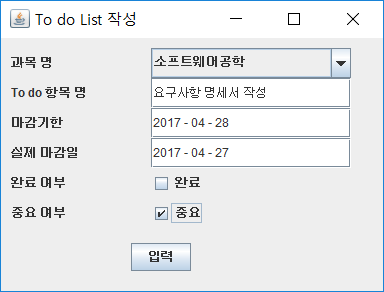 To do List 작성
과목 명 소프트웨어공학
To do 항목 명 요구사항 명세서 작성
마감기한 2017 - 04 - 28
실제 마감일 2017 - 04 - 27
완료 여부 완료
중요 여부 중요
입력